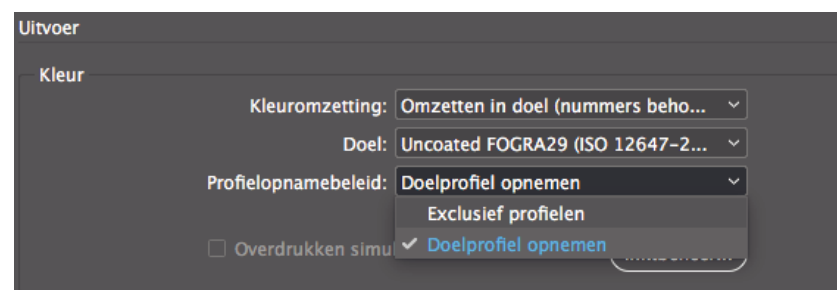 Uitvoer
Kleur
Kleuromzetting: Omzetten in doel (nummers beho...
Doel: Uncoated FOGRA29 (ISO 12647-2...
Profielopnamebeleid: Doelprofiel opnemen
Exclusief profielen
Overdrukken simu
Doelprofiel opnemen